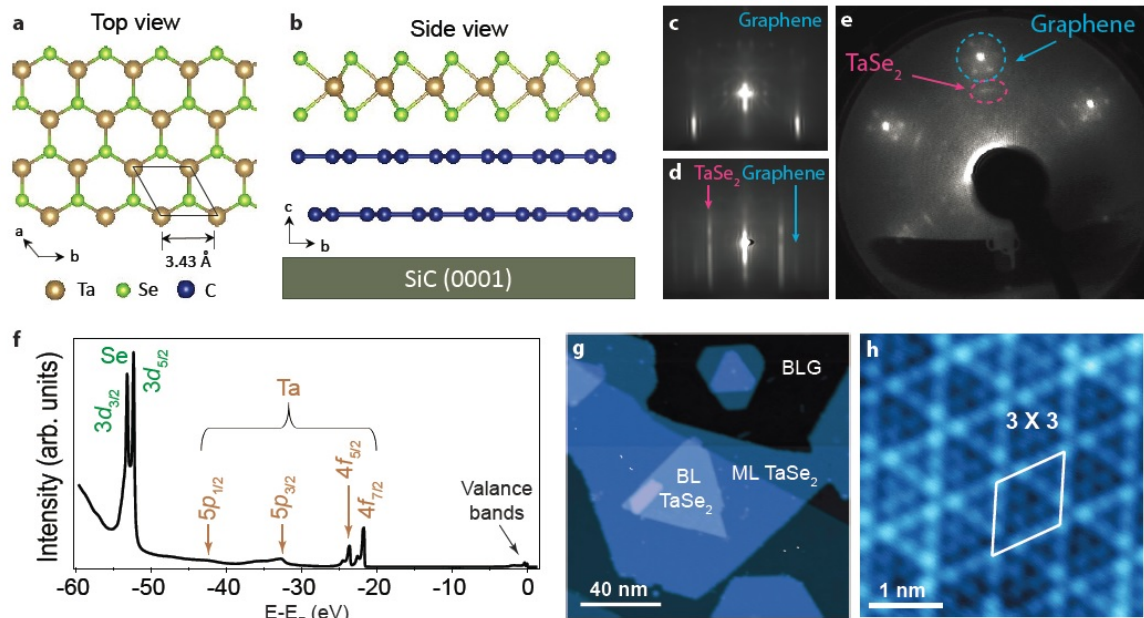 a
Top view
a
b
3.43 Å
Ta
Se
C
b
Side view
c
b
SiC (0001)
c
Graphene
d
TaSe2
Graphene
e
Graphene
TaSe2
f
Intensity (arb. units)
Se
3d3/2
3d5/2
Ta
5p1/2
5p3/2
4f5/2
4f7/2
Valance
bands
-60
-50
-40
-30
-20
-10
0
(eV)
g
BLG
ML TaSe2
BL
TaSe2
40 nm
h
3 X 3
1 nm